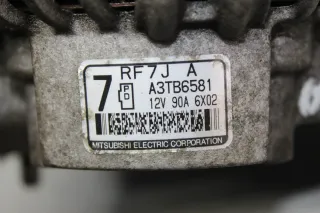 7
RF7J A
A3TB6581
12V 90A 6X02
MITSUBISHI ELECTRIC CORPORATION